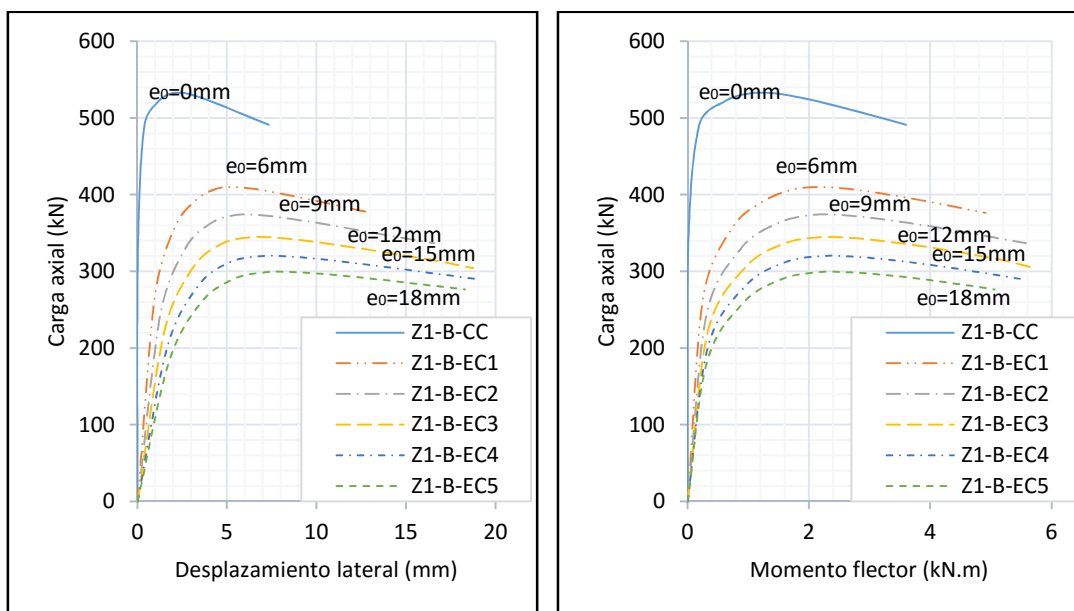 600
500
400
300
200
100
0
Carga axial (kN)
e0=0mm
e0=6mm
e0=9mm
e0=12mm
e0=15mm
e0=18mm
Z1-B-CC
Z1-B-EC1
Z1-B-EC2
Z1-B-EC3
Z1-B-EC4
Z1-B-EC5
0 5 10 15 20
Desplazamiento lateral (mm)
600
500
400
300
200
100
0
Carga axial (kN)
e0=0mm
e0=6mm
e0=9mm
e0=12mm
e0=15mm
e0=18mm
Z1-B-CC
Z1-B-EC1
Z1-B-EC2
Z1-B-EC3
Z1-B-EC4
Z1-B-EC5
0 2 4 6
Momento flector (kN.m)